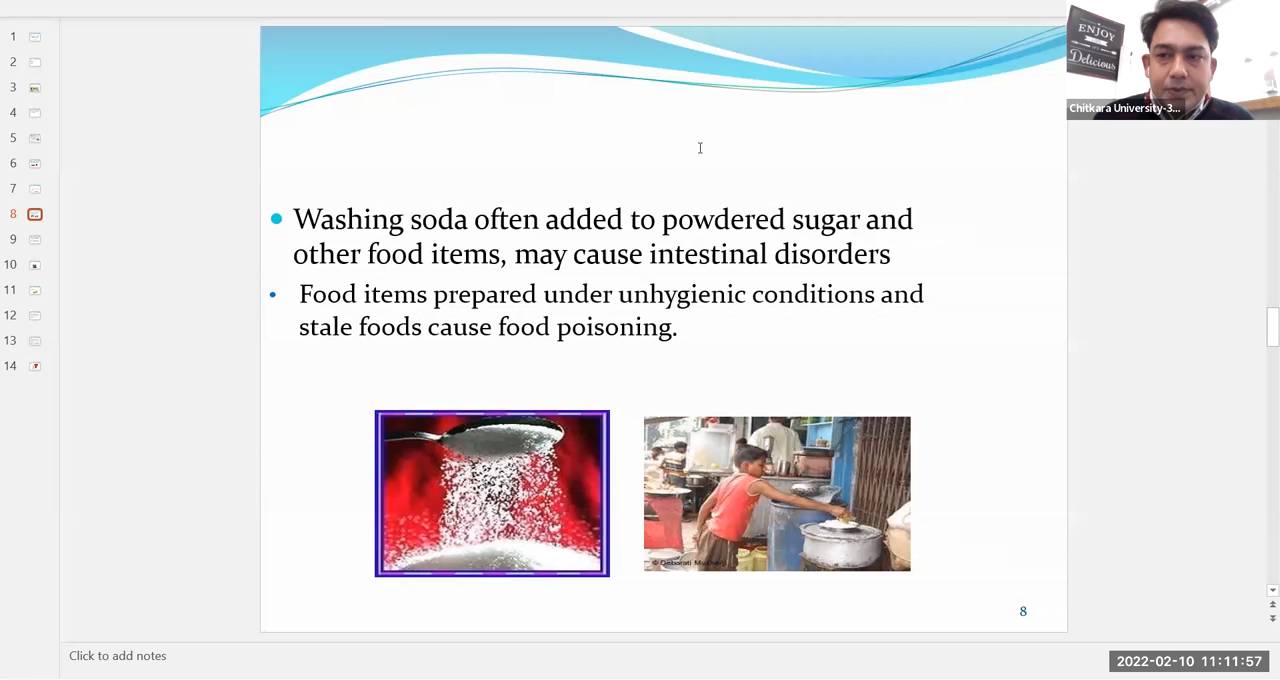 1
2
3
4
5
6
7
8
9
10
11
12
13
14
ENJOY
Delicious
Chitkara University-3...
• Washing soda often added to powdered sugar and
other food items, may cause intestinal disorders
• Food items prepared under unhygienic conditions and
stale foods cause food poisoning.
© Debarati
8
Click to add notes
2022-02-10 11:11:57